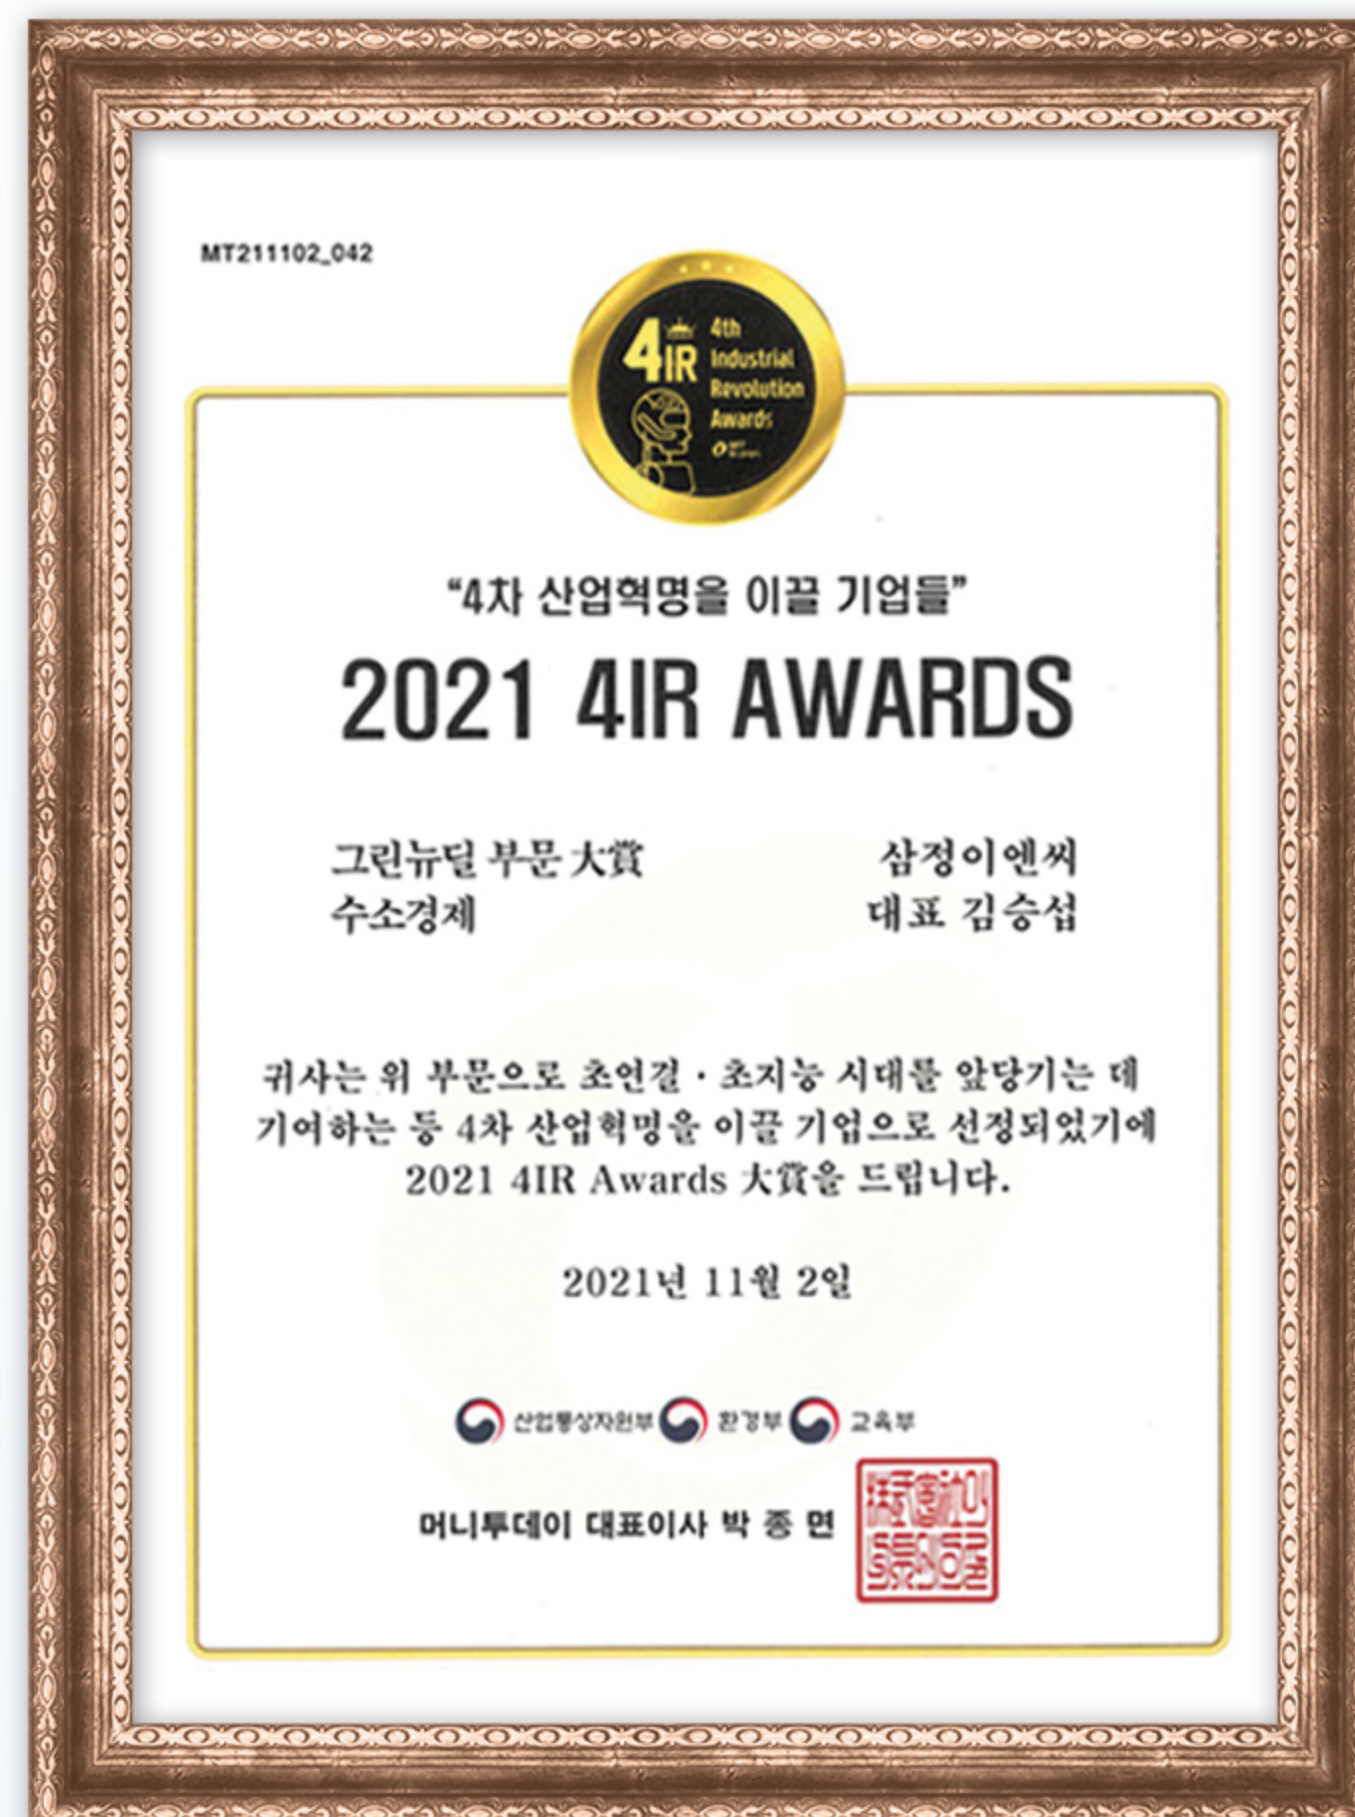 MT211102_042
4IR
4th
Industrial
Revolution
Awards
“4차 산업혁명을 이끌 기업들”
2021 4IR AWARDS
그린뉴딜 부문 大賞
수소경제
삼정이엔씨
대표 김승섭
귀사는 위 부문으로 초연결 · 초지능 시대를 앞당기는 데
기여하는 등 4차 산업혁명을 이끌 기업으로 선정되었기에
2021 4IR Awards 大賞을 드립니다.
2021년 11월 2일
산업통상자원부 환경부 교육부
머니투데이 대표이사 박 종 면